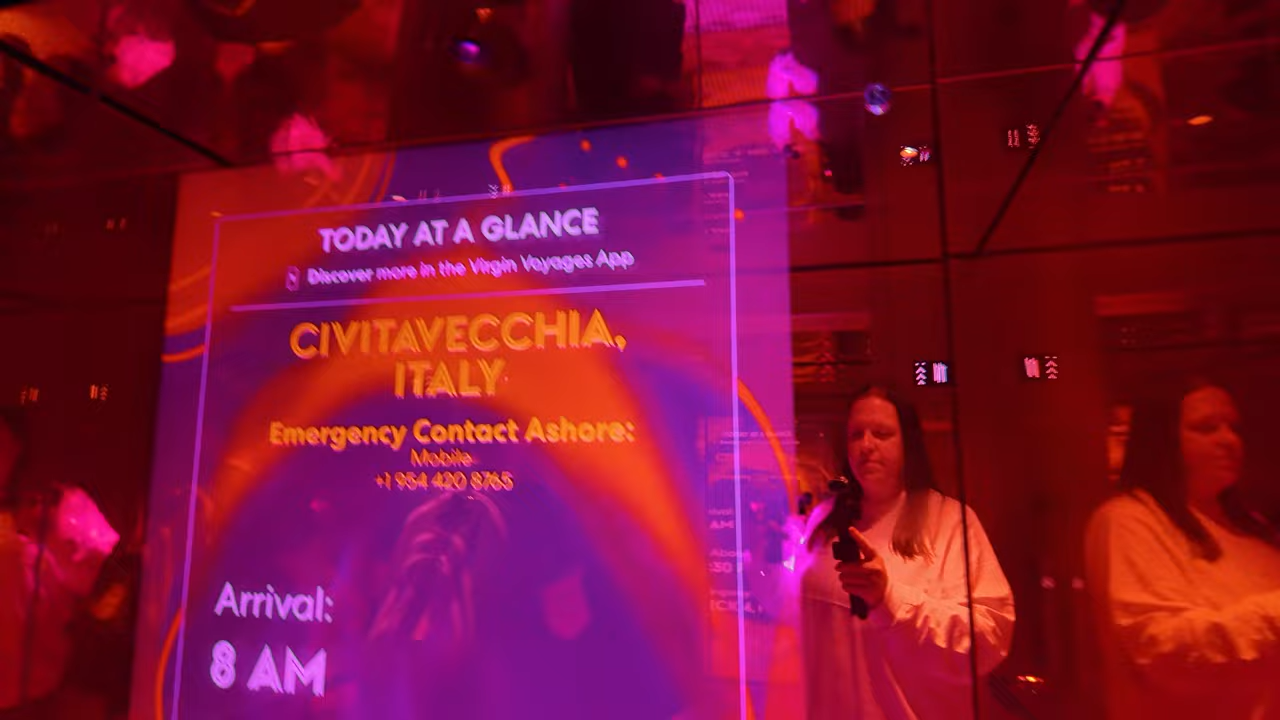 TODAY AT A GLANCE
Discover more in the Virgin Voyages App
CIVITAVECCHIA,
ITALY
Emergency Contact Ashore:
Mobile
+1 954 420 8765
Arrival:
8 AM